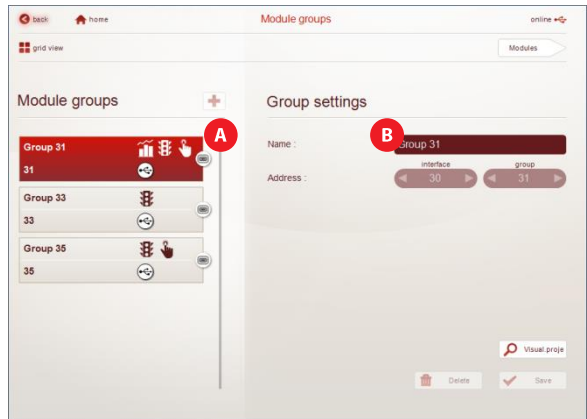 back home Module groups online
grid view Modules
Module groups
A
Group 31
31
Group 33
33
Group 35
35
Group settings
B
Name : Group 31
interface group
Address : 30 31
Visual.proje
Delete Save